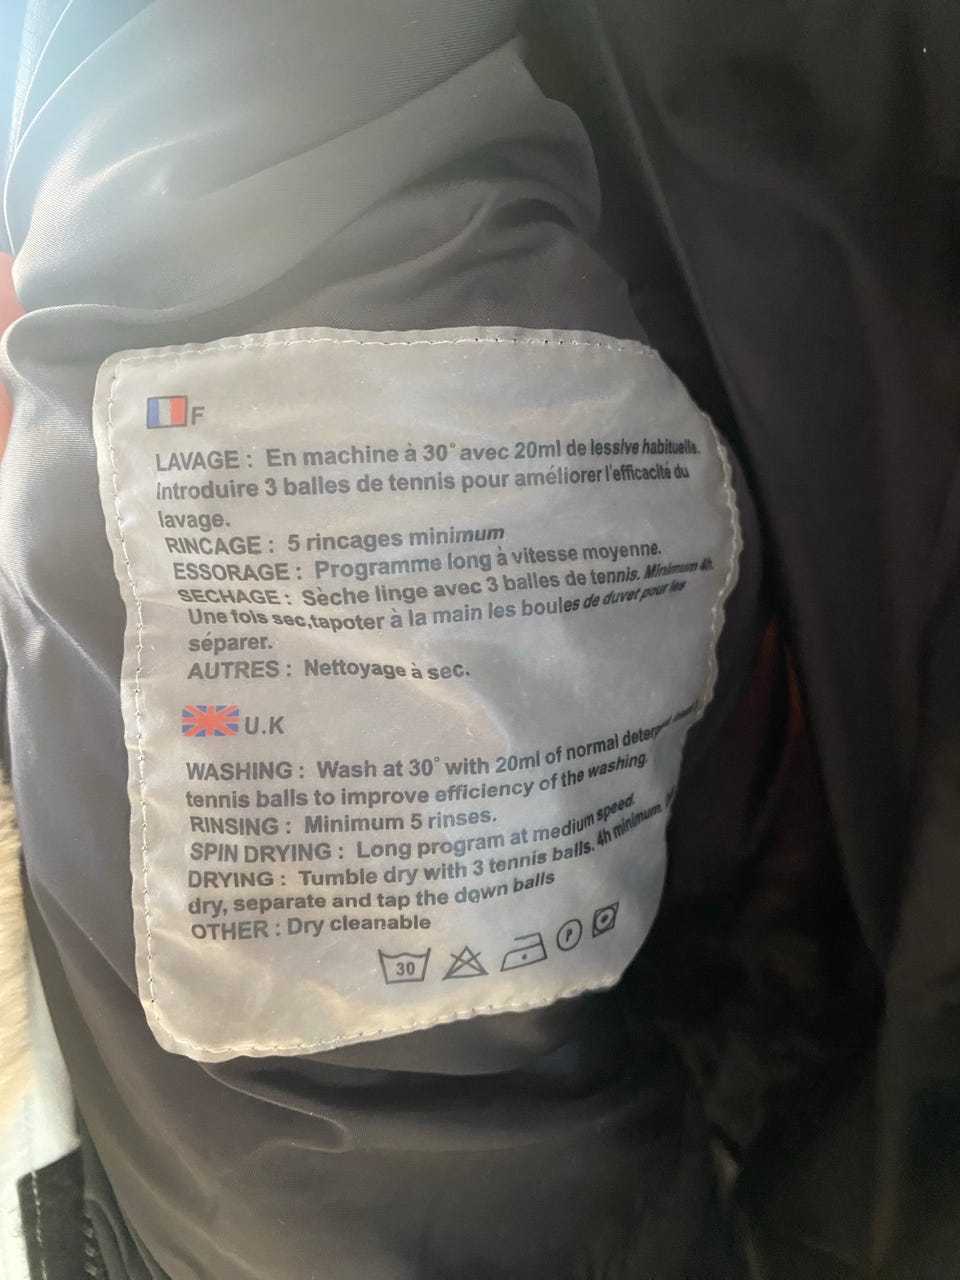 F
LAVAGE : En machine à 30° avec 20ml de lessive habituelle.
Introduire 3 balles de tennis pour améliorer l'efficacité du
lavage.
RINCAGE : 5 rincages minimum
ESSORAGE : Programme long à vitesse moyenne.
SECHAGE : Sèche linge avec 3 balles de tennis. Minimum 4h.
Une fois sec,tapoter à la main les boules de duvet pour les
séparer.
AUTRES : Nettoyage à sec.
U.K
WASHING : Wash at 30° with 20ml of normal
tennis balls to improve efficiency of the washing.
RINSING : Minimum 5 rinses.
SPIN DRYING : Long program at medium speed.
DRYING : Tumble dry with 3 tennis balls. 4h minimum.
dry, separate and tap the down balls
OTHER : Dry cleanable
30 P